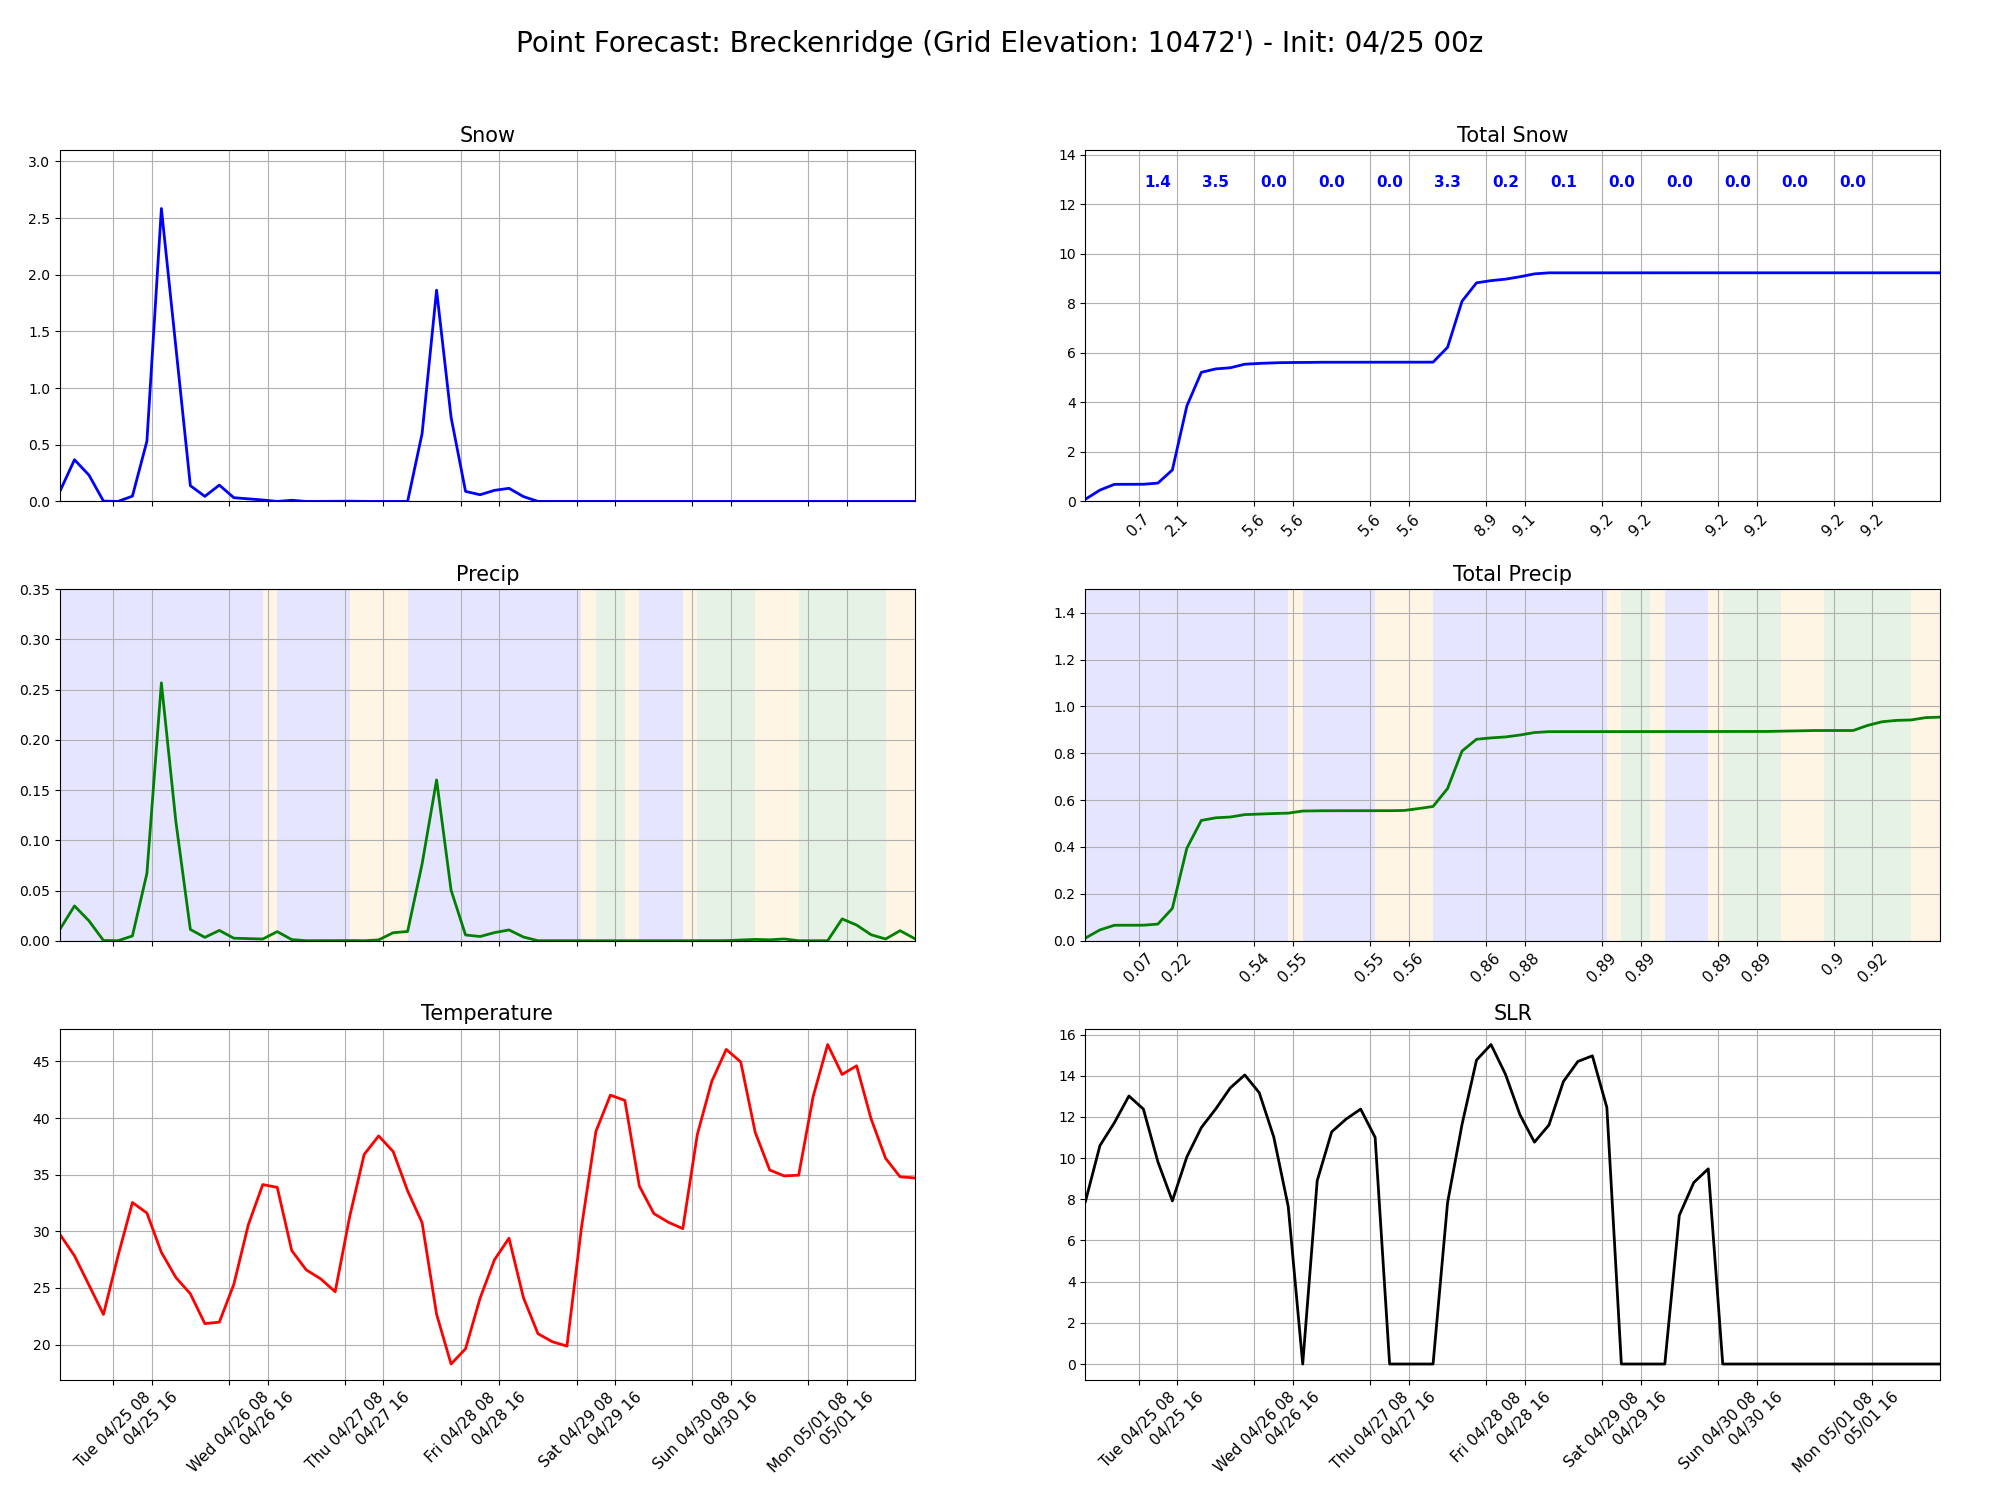 Point Forecast: Breckenridge (Grid Elevation: 10472') - Init: 04/25 00z
Snow
3.0
2.5
2.0
1.5
1.0
0.5
0.0
Total Snow
14
12
10
8
6
4
2
0
1.4 3.5 0.0 0.0 0.0 3.3 0.2 0.1 0.0 0.0 0.0 0.0 0.0
0.7 2.1 5.6 5.6 5.6 5.6 8.9 9.1 9.2 9.2 9.2 9.2 9.2 9.2
Precip
0.35
0.30
0.25
0.20
0.15
0.10
0.05
0.00
Total Precip
1.4
1.2
1.0
0.8
0.6
0.4
0.2
0.0
0.07 0.22 0.54 0.55 0.55 0.56 0.86 0.88 0.89 0.89 0.89 0.89 0.9 0.92
Temperature
45
40
35
30
25
20
Tue 04/25 08
04/25 16
Wed 04/26 08
04/26 16
Thu 04/27 08
04/27 16
Fri 04/28 08
04/28 16
Sat 04/29 08
04/29 16
Sun 04/30 08
04/30 16
Mon 05/01 08
05/01 16
SLR
16
14
12
10
8
6
4
2
0
Tue 04/25 08
04/25 16
Wed 04/26 08
04/26 16
Thu 04/27 08
04/27 16
Fri 04/28 08
04/28 16
Sat 04/29 08
04/29 16
Sun 04/30 08
04/30 16
Mon 05/01 08
05/01 16